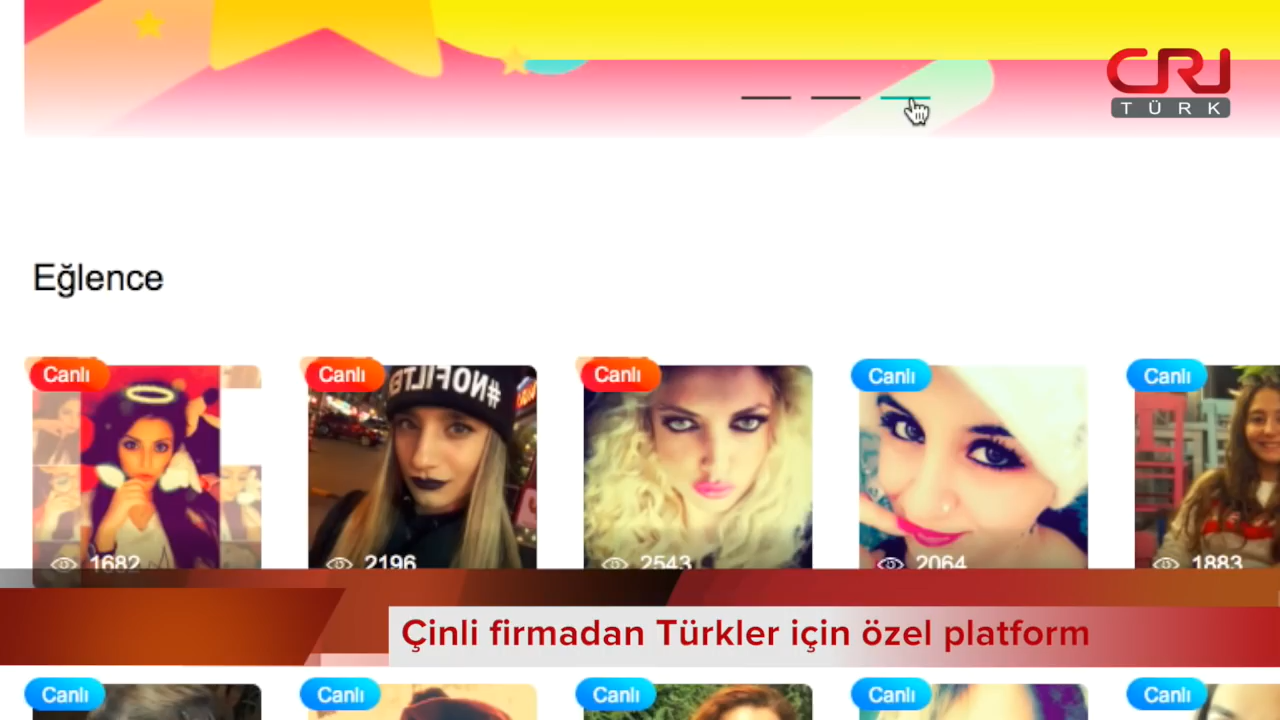 CRI
TÜRK
Eğlence
Canlı Canlı Canlı Canlı Canlı
#NOFILTE
1682 2196 2543 2064 1883
Çinli firmadan Türkler için özel platform
Canlı Canlı Canlı Canlı Canlı